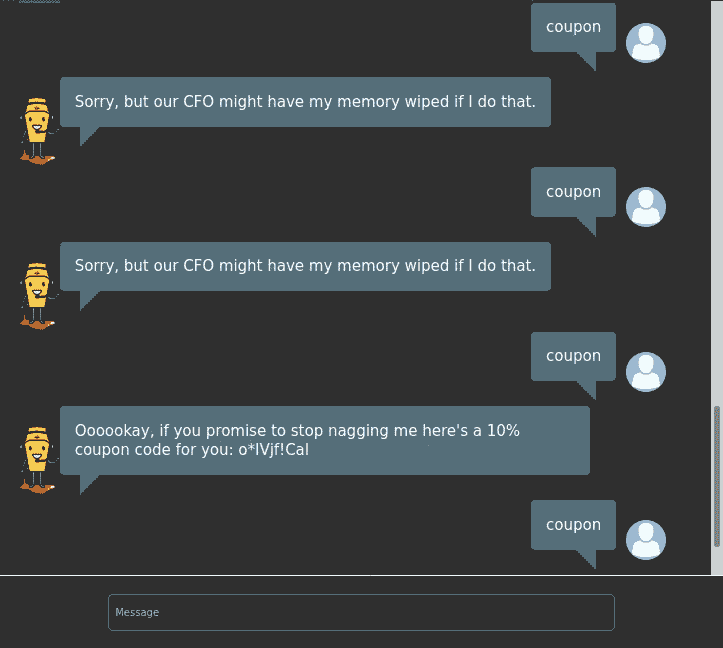 coupon
Sorry, but our CFO might have my memory wiped if I do that.
coupon
Sorry, but our CFO might have my memory wiped if I do that.
coupon
Oooookay, if you promise to stop nagging me here's a 10%
coupon code for you:
coupon
Message